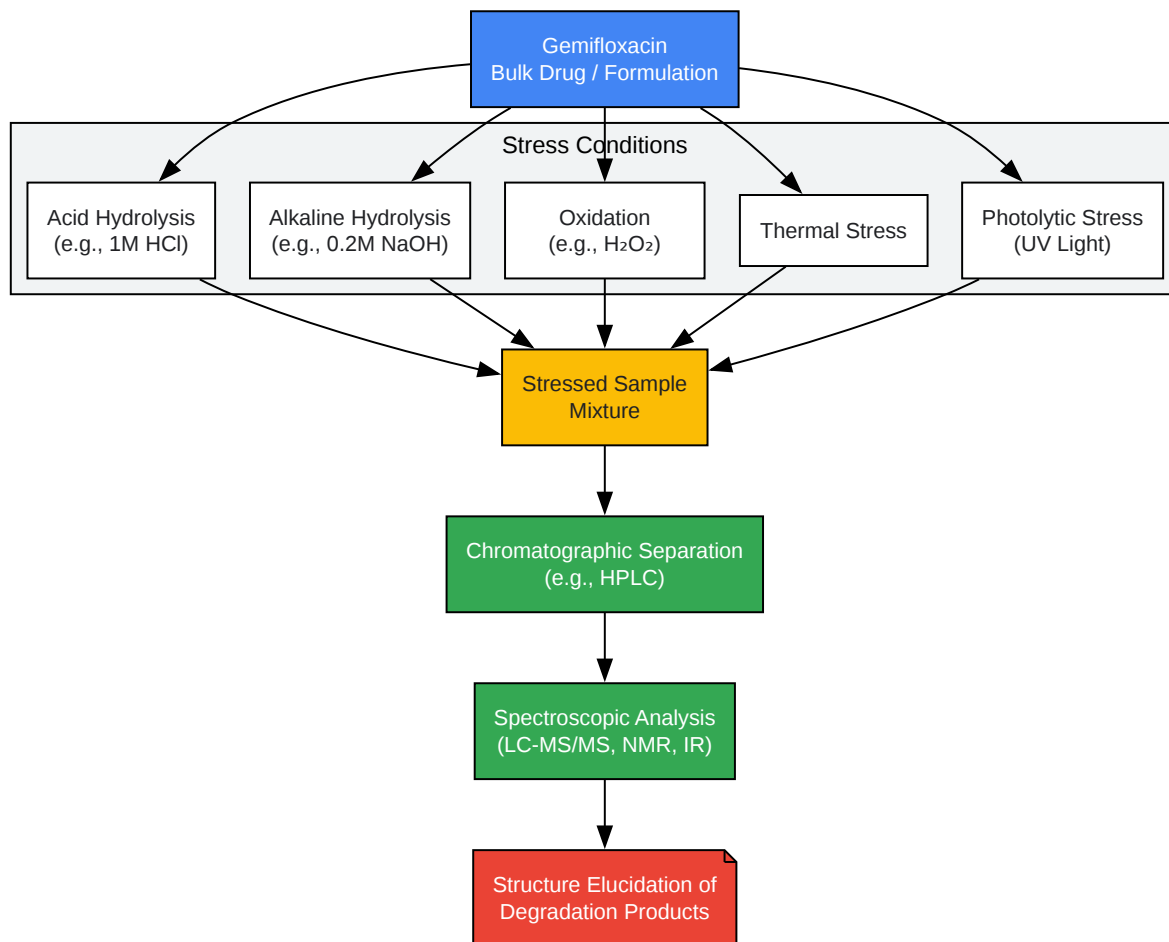 Gemifloxacin
Bulk Drug / Formulation
Stress Conditions
Acid Hydrolysis
(e.g., 1M HCl)
Alkaline Hydrolysis
(e.g., 0.2M NaOH)
Oxidation
(e.g., H₂O₂)
Thermal Stress
Photolytic Stress
(UV Light)
Stressed Sample
Mixture
Chromatographic Separation
(e.g., HPLC)
Spectroscopic Analysis
(LC-MS/MS, NMR, IR)
Structure Elucidation of
Degradation Products